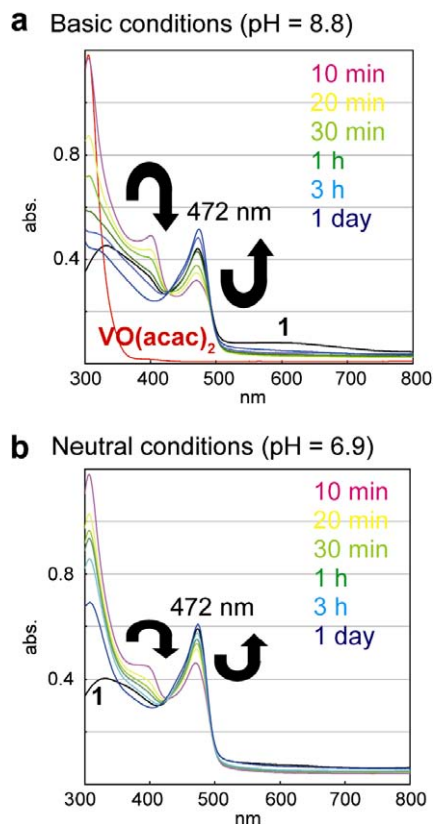 a Basic conditions (pH = 8.8)
10 min
20 min
30 min
1 h
3 h
1 day
0.8
472 nm
abs.
0.4
1
VO(acac)2
300 400 500 600 700 800
nm
b Neutral conditions (pH = 6.9)
10 min
20 min
30 min
1 h
3 h
1 day
0.8
472 nm
abs.
0.4
1
300 400 500 600 700 800
nm